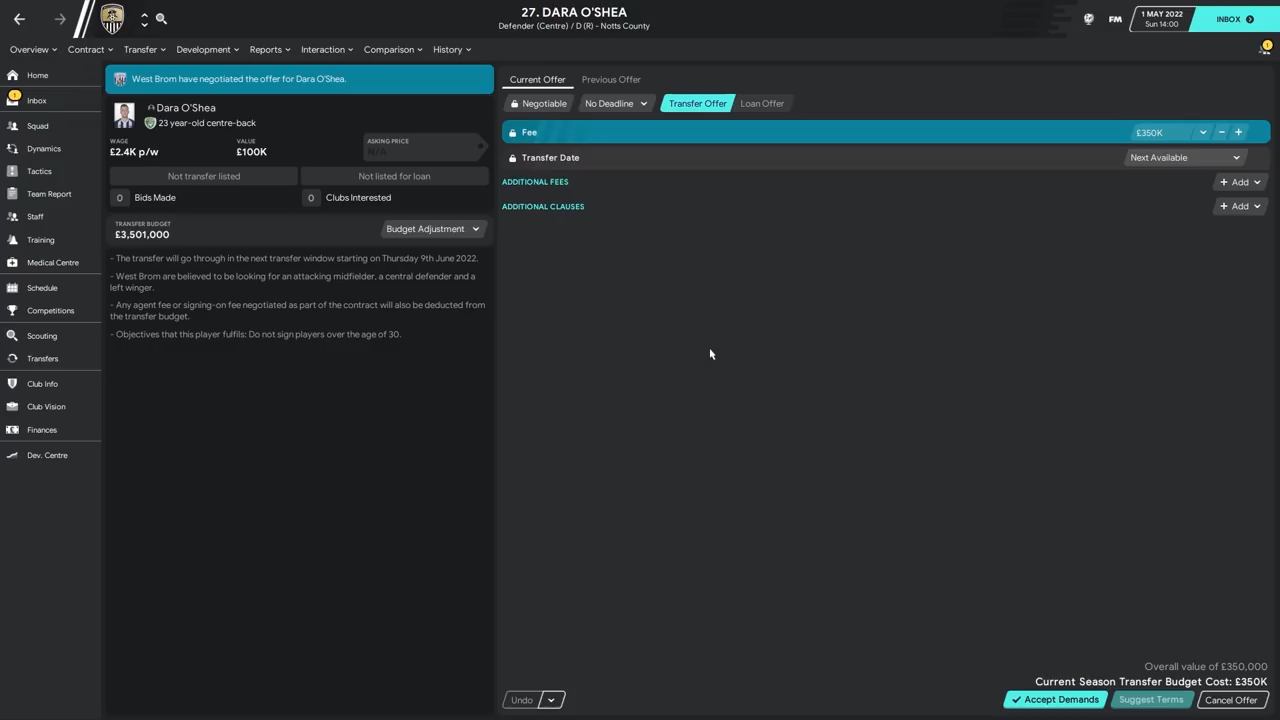 27. DARA O'SHEA
Defender (Centre) / D (R) - Notts County
1 MAY 2022
Sun 14:00
FM
INBOX
Overview
Contract
Transfer
Development
Reports
Interaction
Comparison
History
1
Home
1
Inbox
Squad
Dynamics
Tactics
Team Report
Staff
Training
Medical Centre
Schedule
Competitions
Scouting
Transfers
Club Info
Club Vision
Finances
Dev. Centre
West Brom have negotiated the offer for Dara O'Shea.
Dara O'Shea
23 year-old centre-back
WAGE
£2.4K p/w
VALUE
£100K
ASKING PRICE
N/A
Not transfer listed
Not listed for loan
0 Bids Made
0 Clubs Interested
TRANSFER BUDGET
£3,501,000
Budget Adjustment
- The transfer will go through in the next transfer window starting on Thursday 9th June 2022.
- West Brom are believed to be looking for an attacking midfielder, a central defender and a
left winger.
- Any agent fee or signing-on fee negotiated as part of the contract will also be deducted from
the transfer budget.
- Objectives that this player fulfils: Do not sign players over the age of 30.
Current Offer
Previous Offer
Negotiable
No Deadline
Transfer Offer
Loan Offer
Fee
£350K
Transfer Date
Next Available
ADDITIONAL FEES
+ Add
ADDITIONAL CLAUSES
+ Add
Overall value of £350,000
Current Season Transfer Budget Cost: £350K
Undo
Accept Demands
Suggest Terms
Cancel Offer